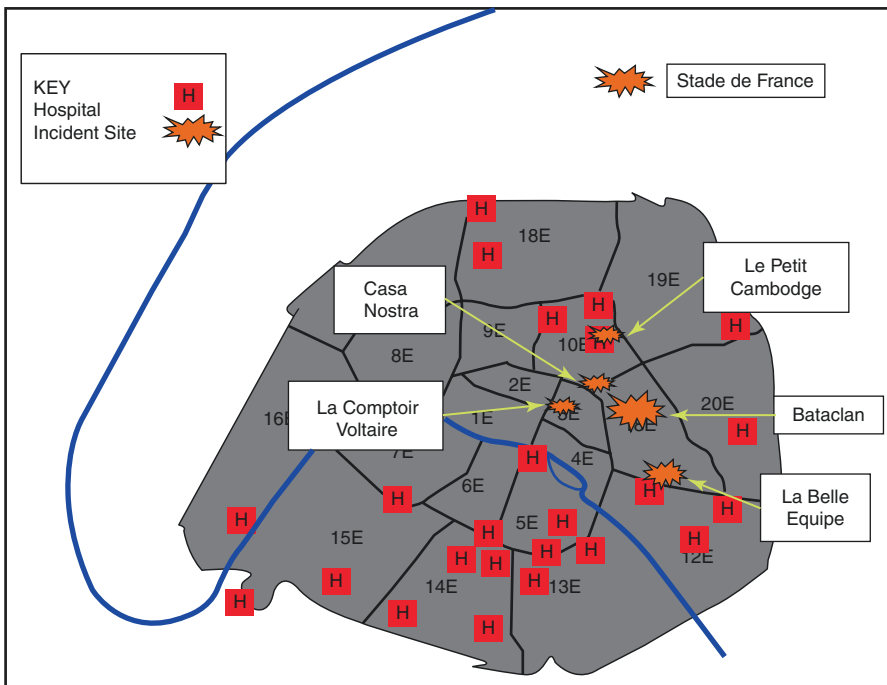 KEY
Hospital
Incident Site
H
Stade de France
H
18E
H
Casa
Nostra
19E
Le Petit
Cambodge
H
H
H
9E
10E
H
8E
2E
La Comptoir
Voltaire
1E
20E
Bataclan
H
7E
4E
H
6E
H
H
La Belle
Equipe
H
H
5E
H
15E
H
H
12E
H
H
H
H
14E
H
13E
H
H
H
H